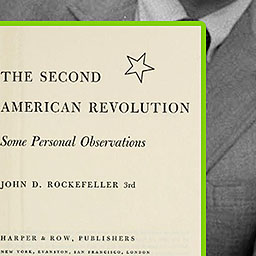 THE SECOND
AMERICAN REVOLUTION
Some Personal Observations
JOHN D. ROCKEFELLER 3rd
HARPER & ROW, PUBLISHERS
NEW YORK, EVANSTON, SAN FRANCISCO, LONDON